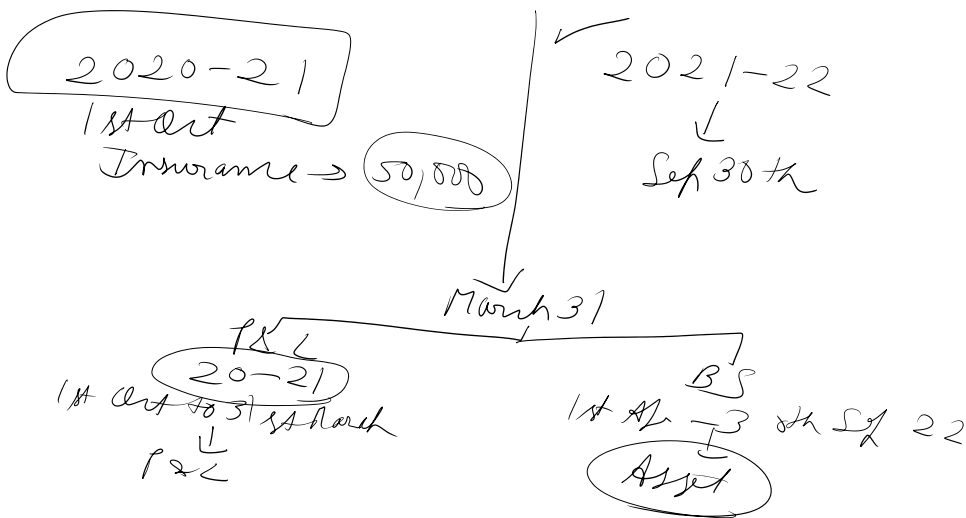 2020-21
1st Oct
Insurance → 50,000
2021-22
Sep 30th
March 31
P&L
20-21
1st Oct to 31st March
P&L
BS
1st Ap - 30th Sep 22
Asset